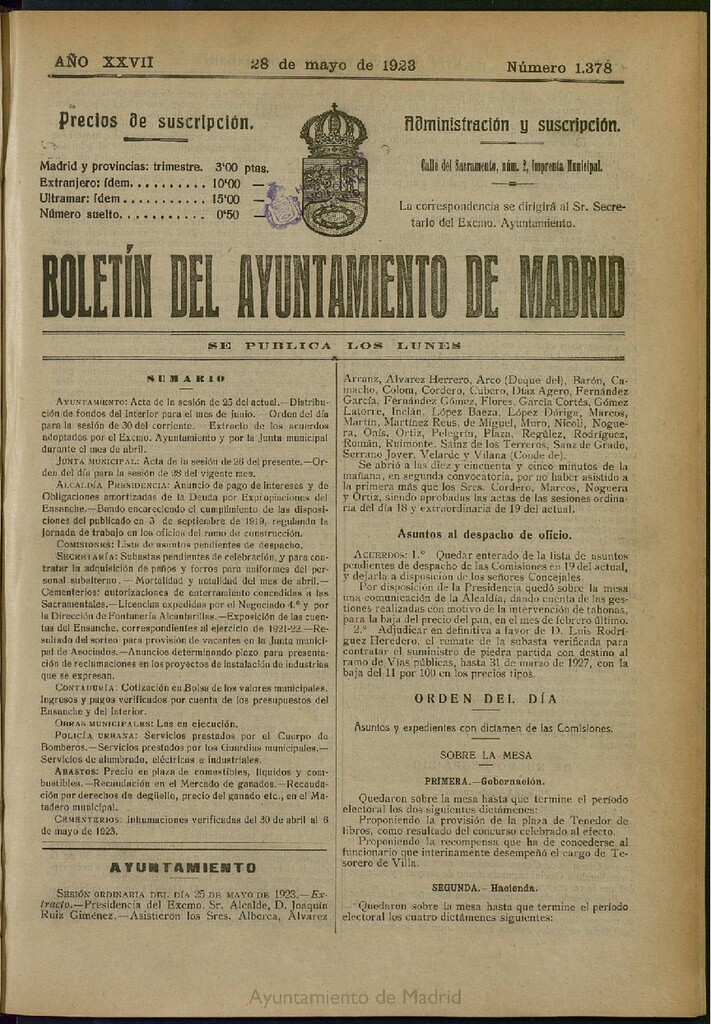 AÑO XXVII
28 de mayo de 1923
Número 1.378
Precios de suscripción.
Madrid y provincias: trimestre. 3'00 ptas.
Extranjero: ídem.......... 10'00 —
Ultramar: ídem............ 15'00 —
Número suelto............ 0'50 —
Administración y suscripción.
Calle del Sacramento, núm. 2, Imprenta Municipal.
La correspondencia se dirigirá al Sr. Secre-
tario del Excmo. Ayuntamiento.
BOLETÍN DEL AYUNTAMIENTO DE MADRID
SE PUBLICA LOS LUNES
SUMARIO
AYUNTAMIENTO: Acta de la sesión de 25 del actual.—Distribu-
ción de fondos del Interior para el mes de junio.—Orden del día
para la sesión de 30 del corriente.—Extracto de los acuerdos
adoptados por el Excmo. Ayuntamiento y por la Junta municipal
durante el mes de abril.
JUNTA MUNICIPAL: Acta de la sesión de 26 del presente.—Or-
den del día para la sesión de 28 del vigente mes.
ALCALDÍA PRESIDENCIA: Anuncio de pago de intereses y de
Obligaciones amortizadas de la Deuda por Expropiaciones del
Ensanche.—Bando encareciendo el cumplimiento de las disposi-
ciones del publicado en 3 de septiembre de 1919, regulando la
jornada de trabajo en los oficios del ramo de construcción.
COMISIONES: Lista de asuntos pendientes de despacho.
SECRETARÍA: Subastas pendientes de celebración, y para con-
tratar la adquisición de paños y forros para uniformes del per-
sonal subalterno.—Mortalidad y natalidad del mes de abril.—
Cementerios: autorizaciones de enterramiento concedidas a las
Sacramentales.—Licencias expedidas por el Negociado 4.º y por
la Dirección de Fontanería Alcantarillas.—Exposición de las cuen-
tas del Ensanche, correspondientes al ejercicio de 1921-22.—Re-
sultado del sorteo para provisión de vacantes en la Junta munici-
pal de Asociados.—Anuncios determinando plazo para presenta-
ción de reclamaciones en los proyectos de instalación de industrias
que se expresan.
CONTADURÍA: Cotización en Bolsa de los valores municipales.
Ingresos y pagos verificados por cuenta de los presupuestos del
Ensanche y del Interior.
OBRAS MUNICIPALES: Las en ejecución.
POLICÍA URBANA: Servicios prestados por el Cuerpo de
Bomberos.—Servicios prestados por los Guardias municipales.—
Servicios de alumbrado, eléctricos e industriales.
ABASTOS: Precio en plaza de comestibles, líquidos y com-
bustibles.—Recaudación en el Mercado de ganados.—Recauda-
ción por derechos de degüello, precio del ganado etc., en el Ma-
tadero municipal.
CEMENTERIOS: Inhumaciones verificadas del 30 de abril al 6
de mayo de 1923.
AYUNTAMIENTO
SESIÓN ORDINARIA DEL DÍA 25 DE MAYO DE 1923.—Ex-
tracto.—Presidencia del Excmo. Sr. Alcalde, D. Joaquín
Ruiz Giménez.—Asistieron los Sres. Alberca, Álvarez
Arranz, Álvarez Herrero, Arco (Duque del), Barón, Ca-
macho, Colom, Cordero, Cubero, Díaz Agero, Fernández
García, Fernández Gómez, Flores, García Cortés, Gómez
Latorre, Inclán, López Baeza, López Dóriga, Marcos,
Martín, Martínez Reus, de Miguel, Muro, Nicoli, Nogue-
ra, Onís, Ortiz, Pelegrín, Plaza, Regúlez, Rodríguez,
Román, Ruimonte, Sáinz de los Terreros, Sanz de Grado,
Serrano Jover, Velarde y Vilana (Conde de).
Se abrió a las diez y cincuenta y cinco minutos de la
mañana, en segunda convocatoria, por no haber asistido a
la primera más que los Sres. Cordero, Marcos, Noguera
y Ortiz, siendo aprobadas las actas de las sesiones ordina-
ria del día 18 y extraordinaria de 19 del actual.
Asuntos al despacho de oficio.
ACUERDOS: 1.º Quedar enterado de la lista de asuntos
pendientes de despacho de las Comisiones en 19 del actual,
y dejarla a disposición de los señores Concejales.
Por disposición de la Presidencia quedó sobre la mesa
una comunicación de la Alcaldía, dando cuenta de las ges-
tiones realizadas con motivo de la intervención de tahonas,
para la baja del precio del pan, en el mes de febrero último.
2.º Adjudicar en definitiva a favor de D. Luis Rodrí-
guez Heredero, el remate de la subasta verificada para
contratar el suministro de piedra partida con destino al
ramo de Vías públicas, hasta 31 de marzo de 1927, con la
baja del 11 por 100 en los precios tipos.
ORDEN DEL DÍA
Asuntos y expedientes con dictamen de las Comisiones.
SOBRE LA MESA
PRIMERA.—Gobernación.
Quedaron sobre la mesa hasta que termine el período
electoral los dos siguientes dictámenes:
Proponiendo la provisión de la plaza de Tenedor de
libros, como resultado del concurso celebrado al efecto.
Proponiendo la recompensa que ha de concederse al
funcionario que interinamente desempeñó el cargo de Te-
sorero de Villa.
SEGUNDA.—Hacienda.
Quedaron sobre la mesa hasta que termine el período
electoral los cuatro dictámenes siguientes:
Ayuntamiento de Madrid